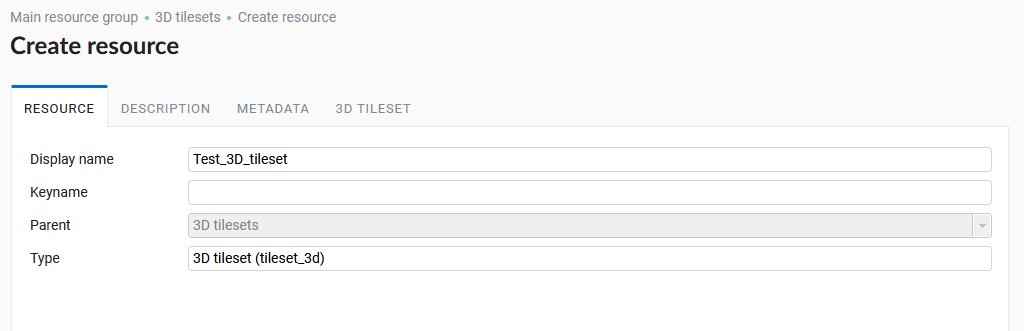 Main resource group • 3D tilesets • Create resource
Create resource
RESOURCE DESCRIPTION METADATA 3D TILESET
Display name Test_3D_tileset
Keyname
Parent 3D tilesets
Type 3D tileset (tileset_3d)